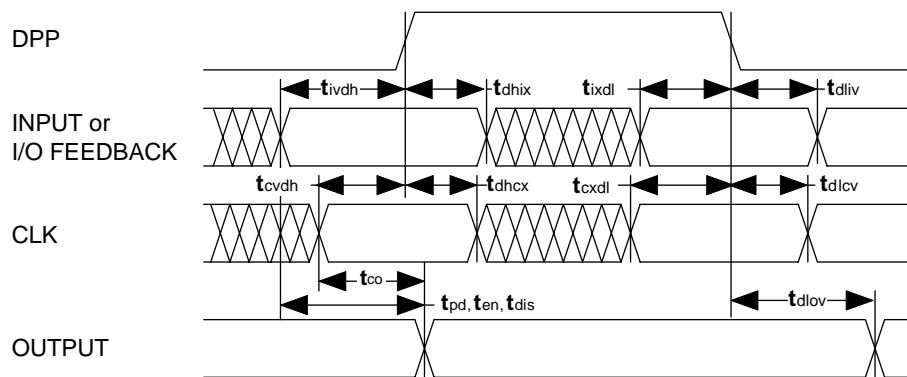 DPP
tivdh tdhix tixdl tdliv
INPUT or
I/O FEEDBACK
tcvdh tdhcx tcxdl tdlcv
CLK
tco
tpd, ten, tdis tdlov
OUTPUT